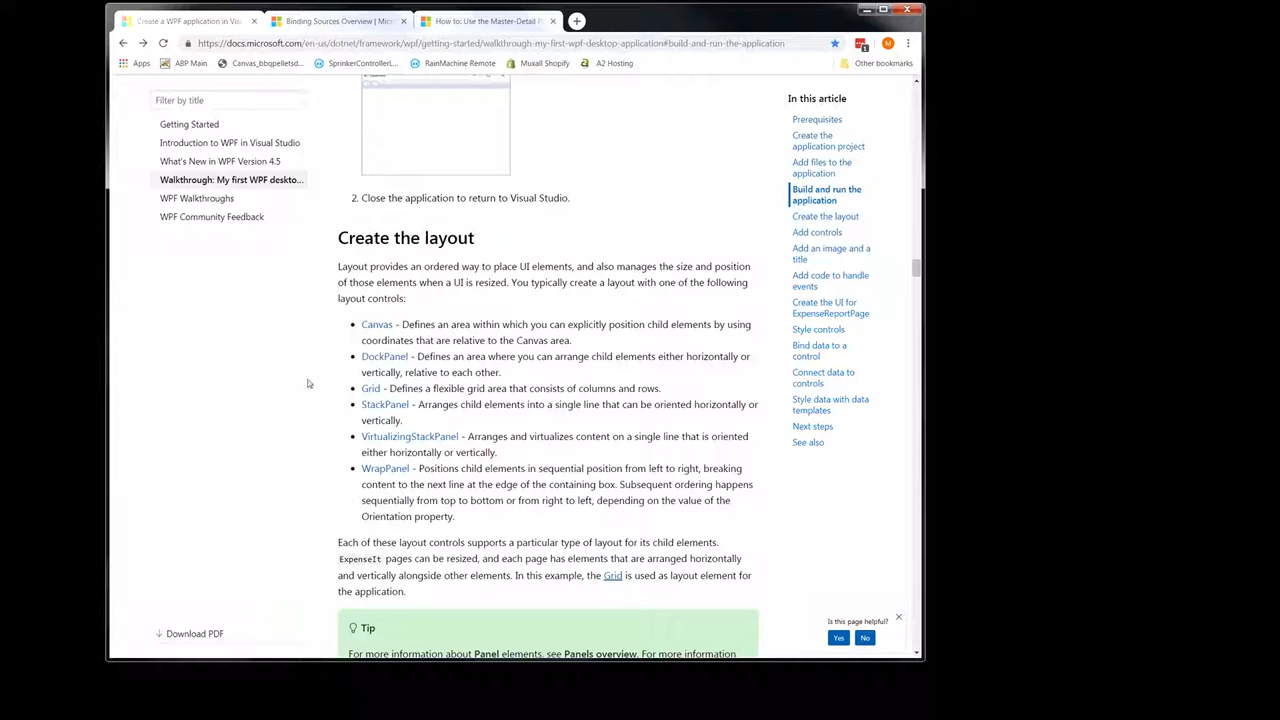 Create a WPF application in Visu
Binding Sources Overview | Micr
How to: Use the Master-Detail P
https://docs.microsoft.com/en-us/dotnet/framework/wpf/getting-started/walkthrough-my-first-wpf-desktop-application#build-and-run-the-application
M
Apps
ABP Main
Canvas_bbopelletsd...
SprinkerControllerL...
RainMachine Remote
Muxall Shopify
A2 Hosting
Other bookmarks
Filter by title
Getting Started
Introduction to WPF in Visual Studio
What's New in WPF Version 4.5
Walkthrough: My first WPF deskto...
WPF Walkthroughs
WPF Community Feedback
Download PDF
2. Close the application to return to Visual Studio.
Create the layout
Layout provides an ordered way to place UI elements, and also manages the size and position
of those elements when a UI is resized. You typically create a layout with one of the following
layout controls:
• Canvas - Defines an area within which you can explicitly position child elements by using
coordinates that are relative to the Canvas area.
• DockPanel - Defines an area where you can arrange child elements either horizontally or
vertically, relative to each other.
• Grid - Defines a flexible grid area that consists of columns and rows.
• StackPanel - Arranges child elements into a single line that can be oriented horizontally or
vertically.
• VirtualizingStackPanel - Arranges and virtualizes content on a single line that is oriented
either horizontally or vertically.
• WrapPanel - Positions child elements in sequential position from left to right, breaking
content to the next line at the edge of the containing box. Subsequent ordering happens
sequentially from top to bottom or from right to left, depending on the value of the
Orientation property.
Each of these layout controls supports a particular type of layout for its child elements.
ExpenseIt pages can be resized, and each page has elements that are arranged horizontally
and vertically alongside other elements. In this example, the Grid is used as layout element for
the application.
Tip
For more information about Panel elements, see Panels overview. For more information
In this article
Prerequisites
Create the
application project
Add files to the
application
Build and run the
application
Create the layout
Add controls
Add an image and a
title
Add code to handle
events
Create the UI for
ExpenseReportPage
Style controls
Bind data to a
control
Connect data to
controls
Style data with data
templates
Next steps
See also
Is this page helpful?
Yes
No